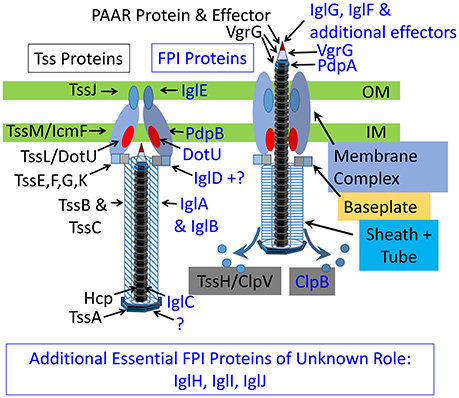 PAAR Protein & Effector
VgrG
IglG, IglF &
additional effectors
VgrG
PdpA
Tss Proteins
FPI Proteins
TssJ
IglE
OM
TssM/IcmF
PdpB
IM
TssL/DotU
DotU
Membrane
Complex
TssE,F,G,K
IglD +?
Baseplate
TssB &
TssC
IglA
& IglB
Sheath +
Tube
TssH/ClpV
ClpB
Hcp
IglC
TssA
?
Additional Essential FPI Proteins of Unknown Role:
IglH, IglI, IglJ